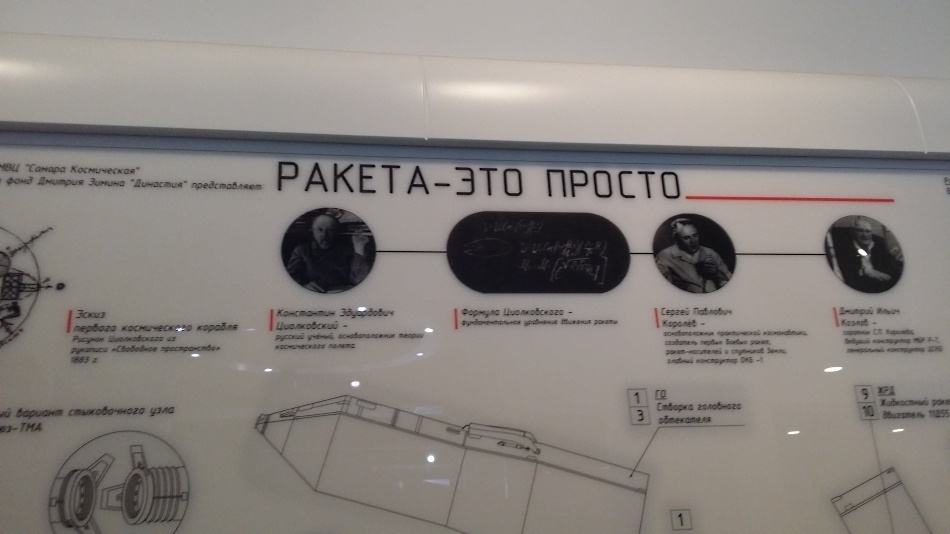 МВЦ "Самара Космическая"
фонд Дмитрия Зимина "Династия" представляет
РАКЕТА-ЭТО ПРОСТО
Эскиз
первого космического корабля
Рисунок Циолковского из
рукописи «Свободное пространство»
1883 г.
Константин Эдуардович
Циолковский -
русский учёный, основоположник теории
космического полета
Формула Циолковского -
фундаментальное уравнение движения ракеты
Сергей Павлович
Королёв -
основоположник практической космонавтики,
создатель первых боевых ракет,
ракет-носителей и спутников Земли,
главный конструктор ОКБ -1
Дмитрий Ильич
Козлов -
соратник С.П. Королёва,
ведущий конструктор МБР Р-7,
генеральный конструктор
вариант стыковочного узла
ТМА
1 ГО
3 Створка головного
обтекателя
9 ЖРД
10 Жидкостный
двигатель
1